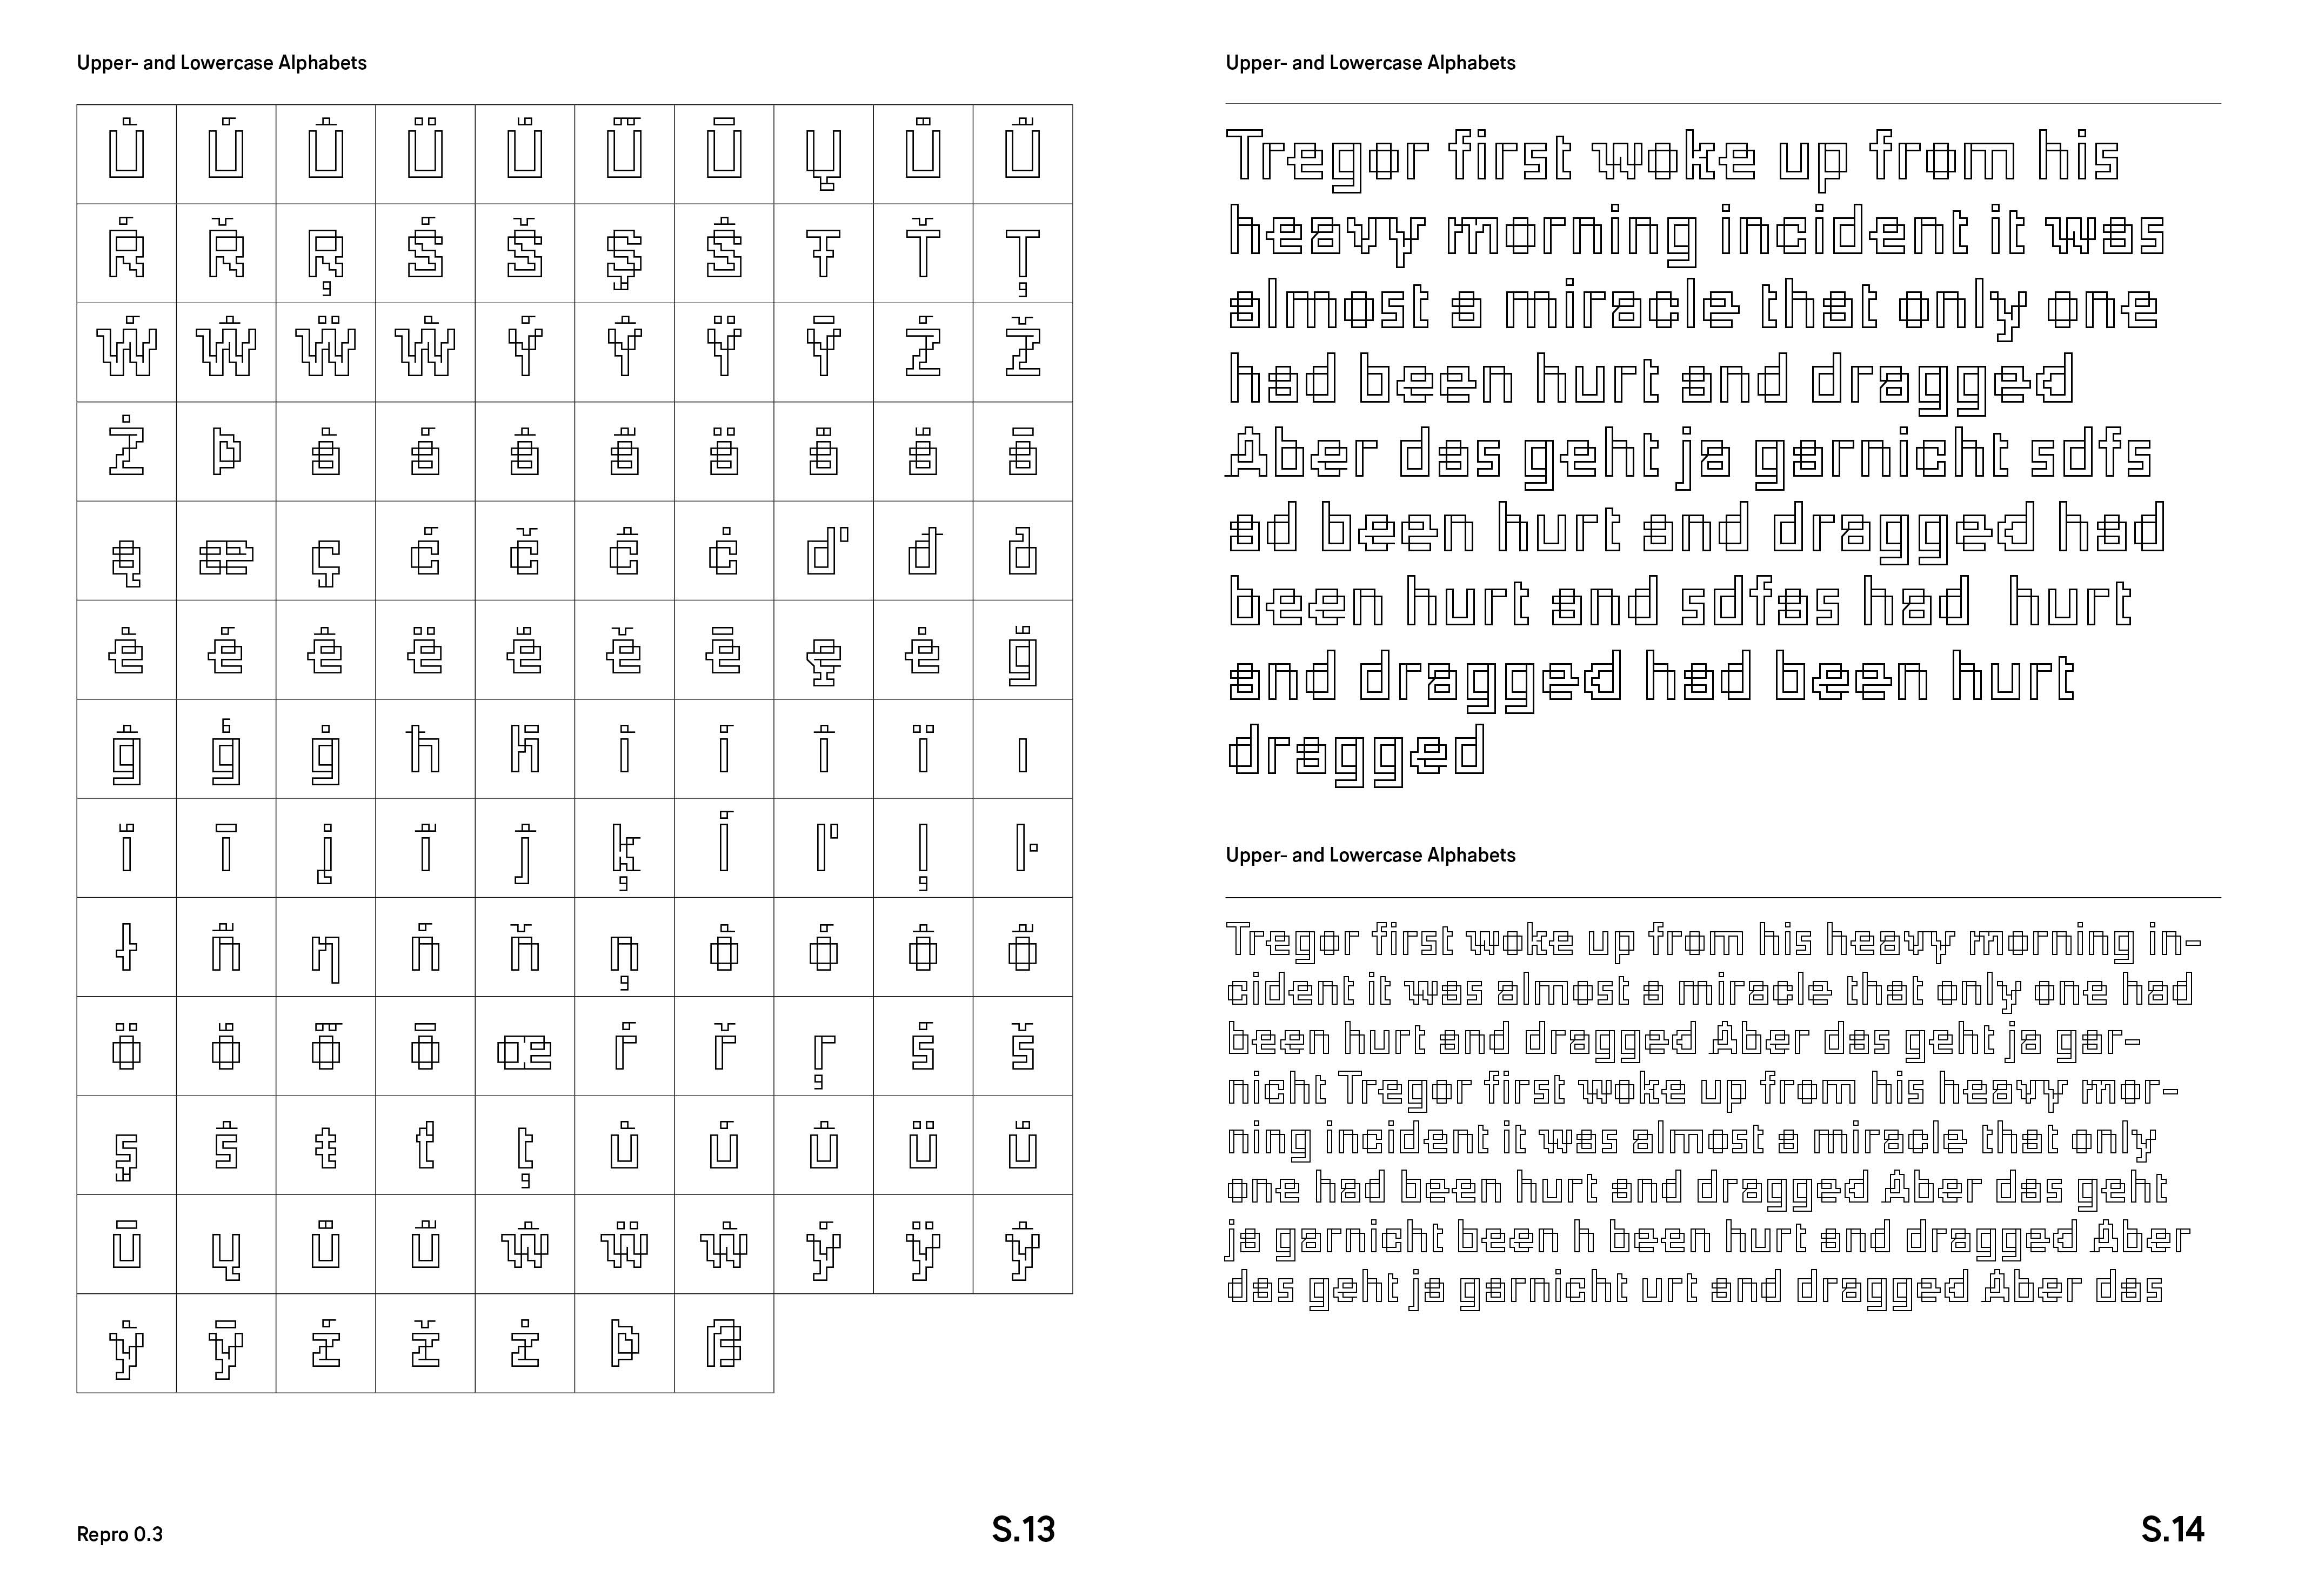 Upper- and Lowercase Alphabets
Ù Ú Û Ü Ŭ Ű Ū Ų Ů Ũ
Ŕ Ř Ŗ Ś Š Ş Ŝ Ŧ Ť Ţ
Ẃ Ŵ Ẅ Ẁ Ý Ŷ Ÿ Ȳ Ź Ž
Ż Þ à á â ã ä å ă ā
ą æ ç ć č ĉ ċ ď đ ð
è é ê ë ĕ ě ē ę ė ğ
ĝ ģ ġ ħ ĸ ì í î ï ı
ĭ ī į ĩ ĵ ķ ĺ ľ ļ ŀ
ł ñ ŋ ń ň ņ ò ó ô õ
ö ŏ ő ō œ ŕ ř ŗ ś š
ş ŝ ŧ ť ţ ù ú û ü ŭ
ū ų ů ũ ŵ ẅ ẁ ý ÿ ŷ
ỳ ȳ ź ž ż þ ß
Repro 0.3
S.13
Upper- and Lowercase Alphabets
Tregor first woke up from his
heavy morning incident it was
almost a miracle that only one
had been hurt and dragged
Aber das geht ja garnicht sdfs
ad been hurt and dragged had
been hurt and sdfas had  hurt
and dragged had been hurt
dragged
Upper- and Lowercase Alphabets
Tregor first woke up from his heavy morning in-
cident it was almost a miracle that only one had
been hurt and dragged Aber das geht ja gar-
nicht Tregor first woke up from his heavy mor-
ning incident it was almost a miracle that only
one had been hurt and dragged Aber das geht
ja garnicht been h been hurt and dragged Aber
das geht ja garnicht urt and dragged Aber das
S.14